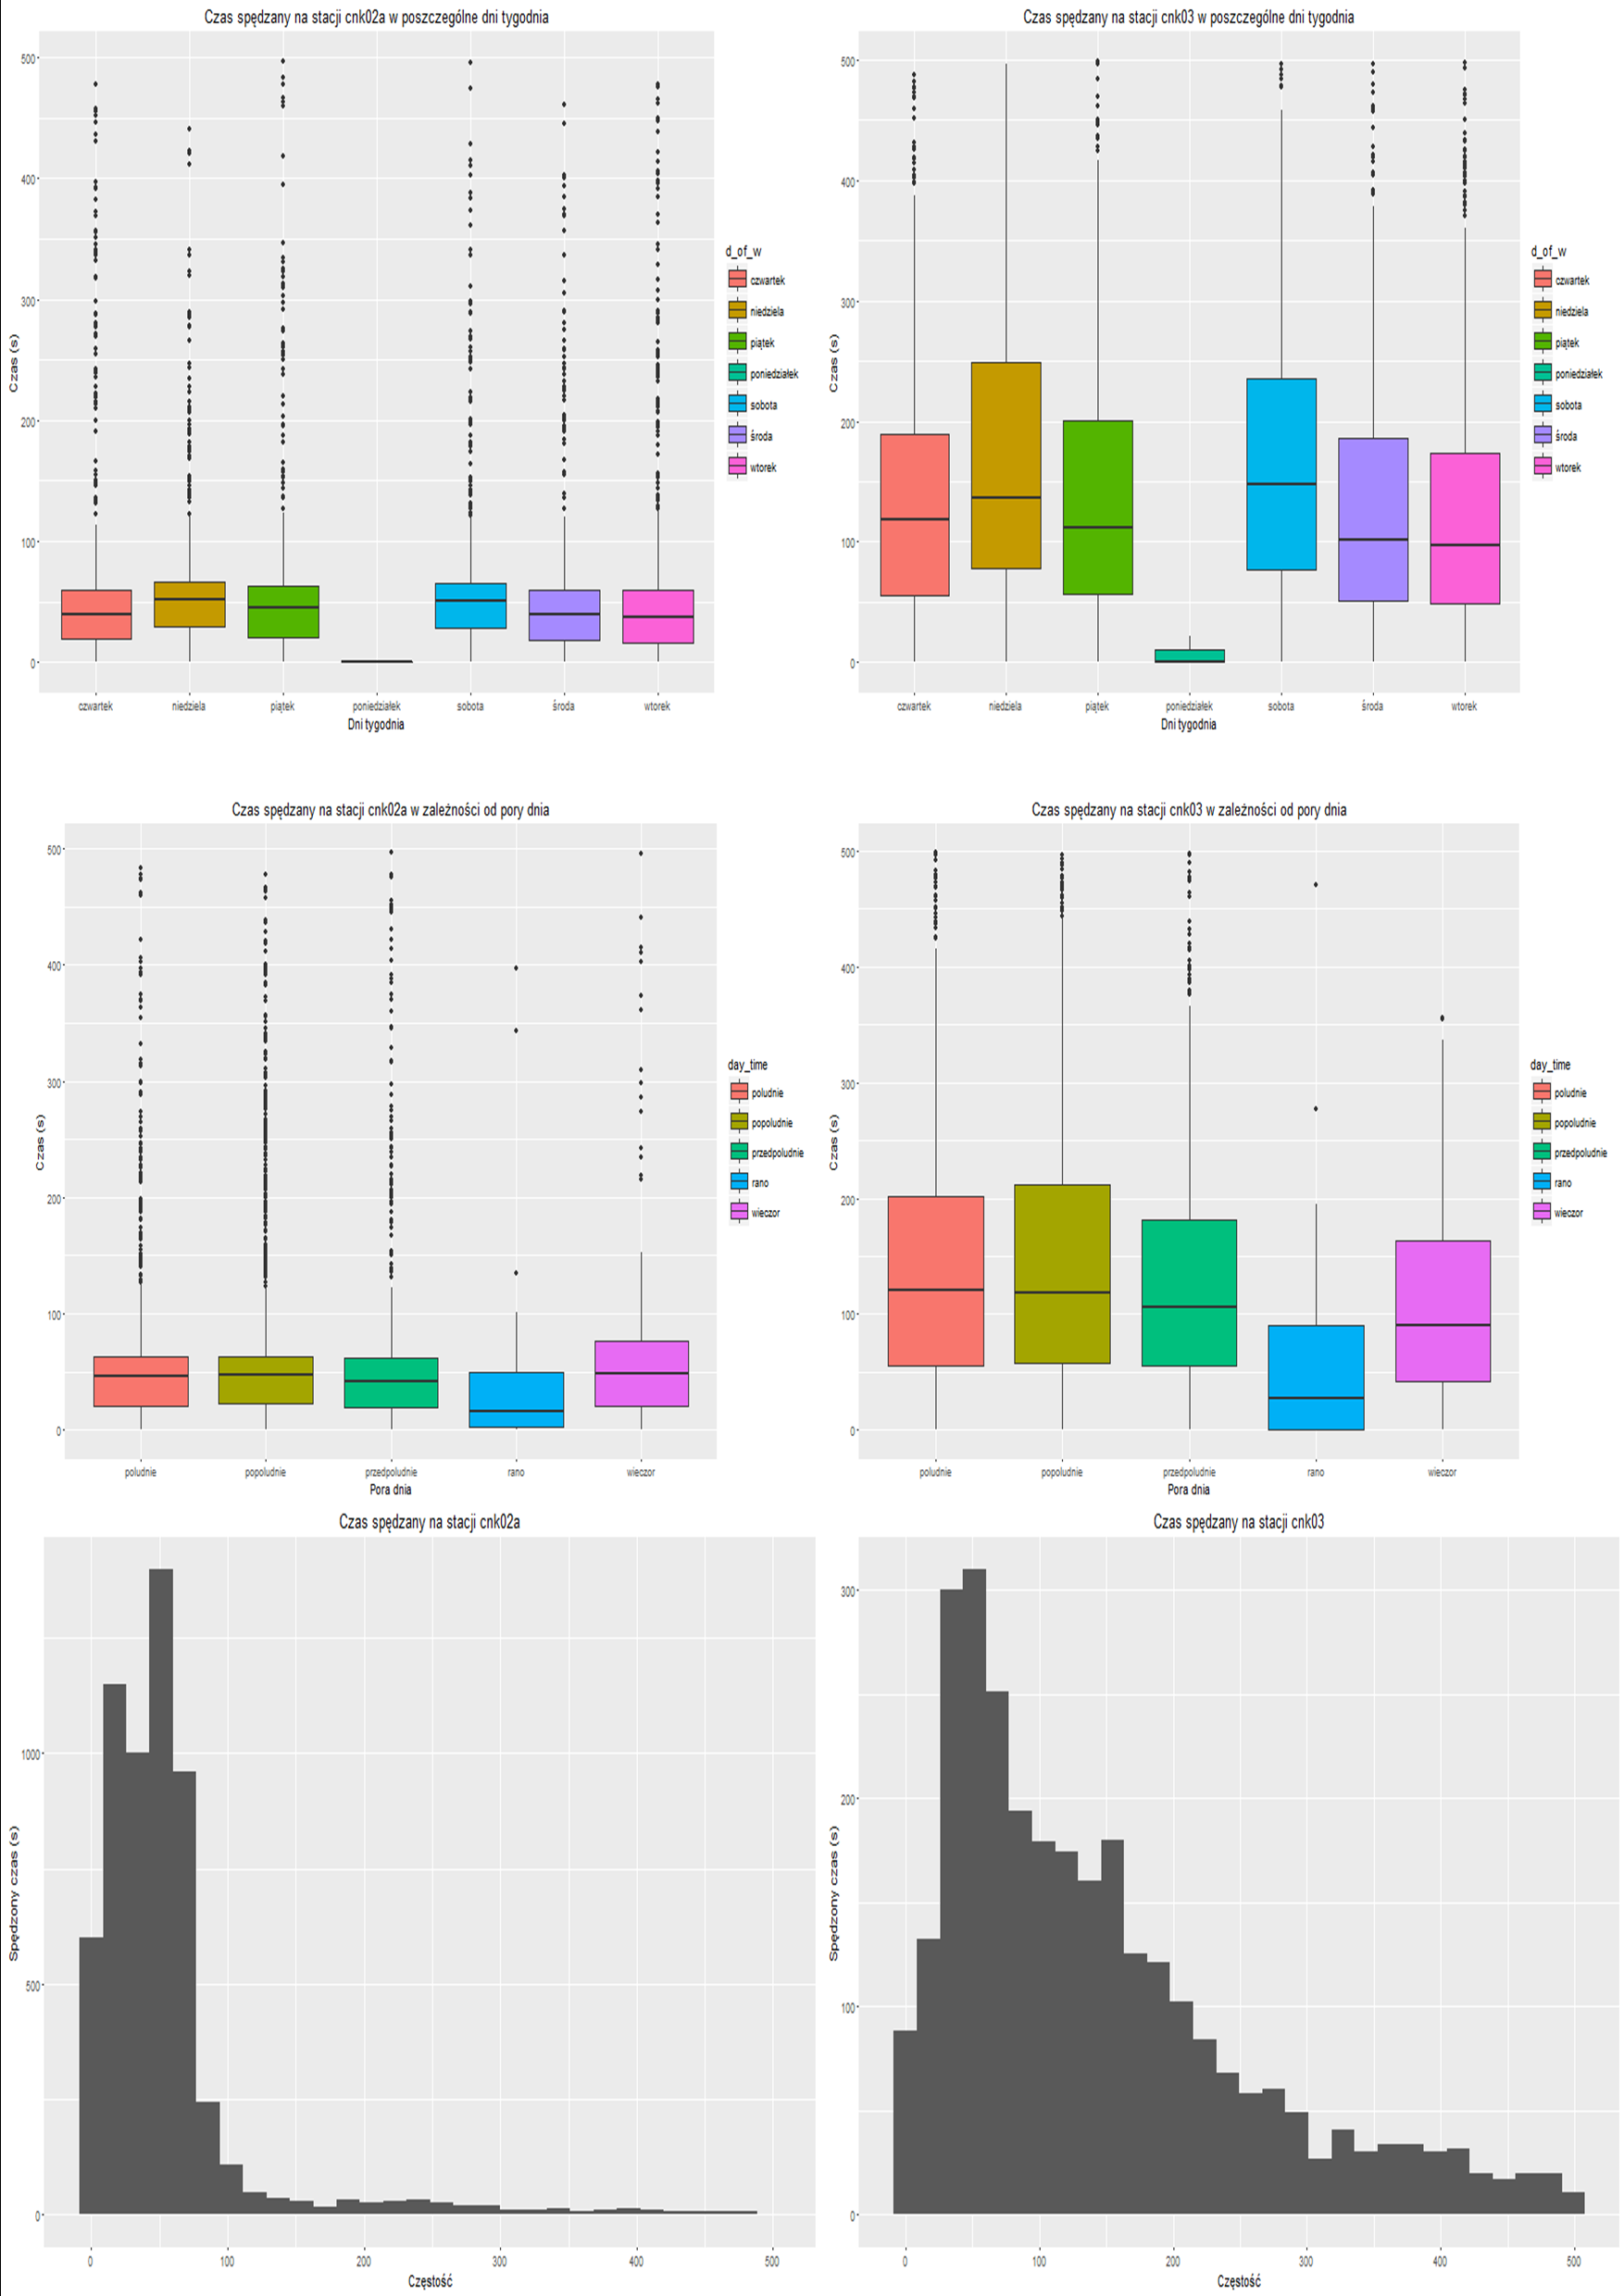 Czas spędzany na stacji cnk02a w poszczególne dni tygodnia
Czas (s)
500
400
300
200
100
0
czwartek niedziela piątek poniedziałek sobota środa wtorek
Dni tygodnia
d_of_w
czwartek
niedziela
piątek
poniedziałek
sobota
środa
wtorek
Czas spędzany na stacji cnk03 w poszczególne dni tygodnia
Czas (s)
500
400
300
200
100
0
czwartek niedziela piątek poniedziałek sobota środa wtorek
Dni tygodnia
d_of_w
czwartek
niedziela
piątek
poniedziałek
sobota
środa
wtorek
Czas spędzany na stacji cnk02a w zależności od pory dnia
Czas (s)
500
400
300
200
100
0
poludnie popoludnie przedpoludnie rano wieczor
Pora dnia
day_time
poludnie
popoludnie
przedpoludnie
rano
wieczor
Czas spędzany na stacji cnk03 w zależności od pory dnia
Czas (s)
500
400
300
200
100
0
poludnie popoludnie przedpoludnie rano wieczor
Pora dnia
day_time
poludnie
popoludnie
przedpoludnie
rano
wieczor
Czas spędzany na stacji cnk02a
Spędzony czas (s)
1000
500
0
0 100 200 300 400 500
Częstość
Czas spędzany na stacji cnk03
Spędzony czas (s)
300
200
100
0
0 100 200 300 400 500
Częstość